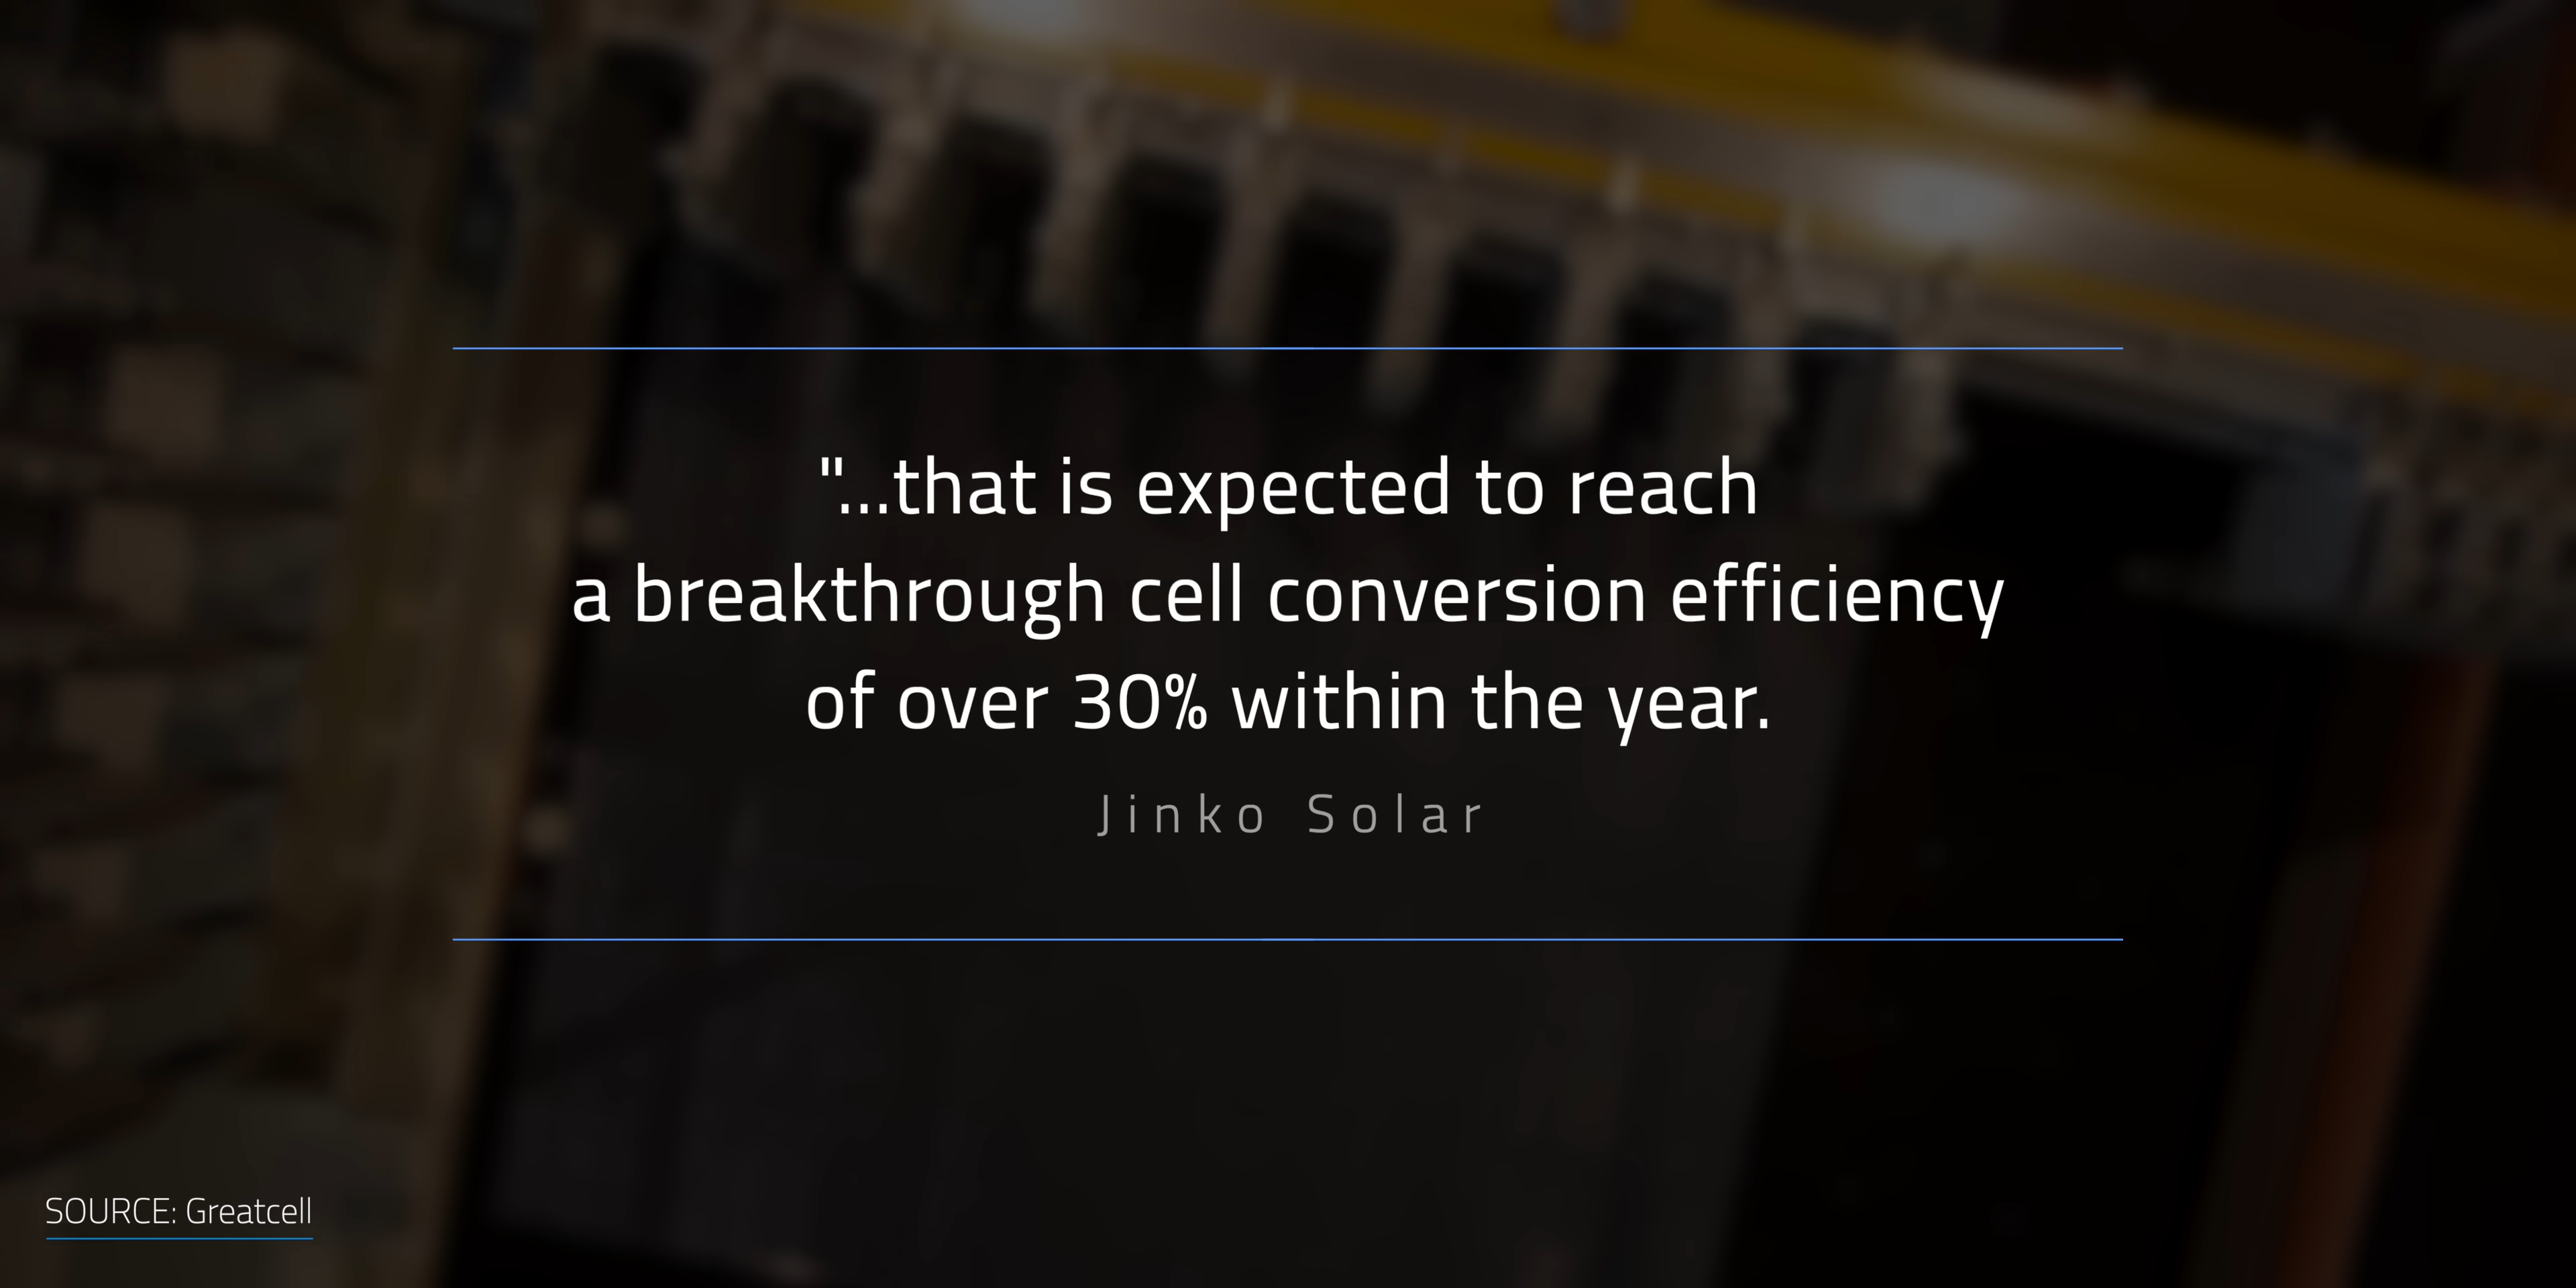 "...that is expected to reach
a breakthrough cell conversion efficiency
of over 30% within the year.
Jinko Solar
SOURCE: Greatcell